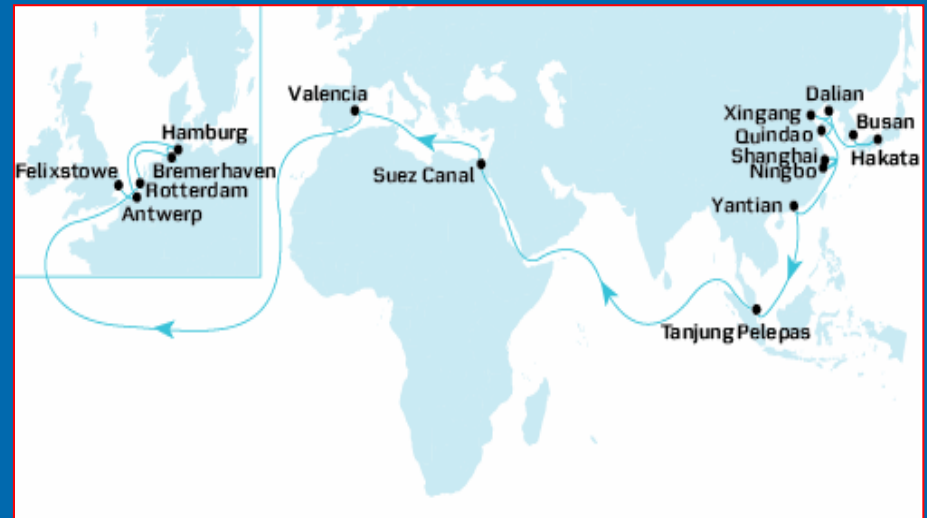 Valencia
Dalian
Xingang
Busan
Quindao
Hamburg
Shanghai
Hakata
Bremerhaven
Felixstowe
Ningbo
Suez Canal
Rotterdam
Yantian
Antwerp
Tanjung Pelepas